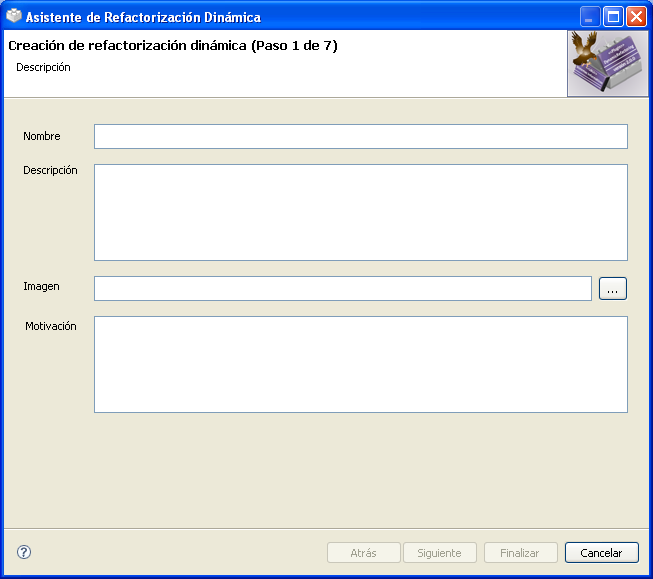 Asistente de Refactorización Dinámica
Creación de refactorización dinámica (Paso 1 de 7)
Descripción
Nombre
Descripción
Imagen
...
Motivación
?
Atrás
Siguiente
Finalizar
Cancelar